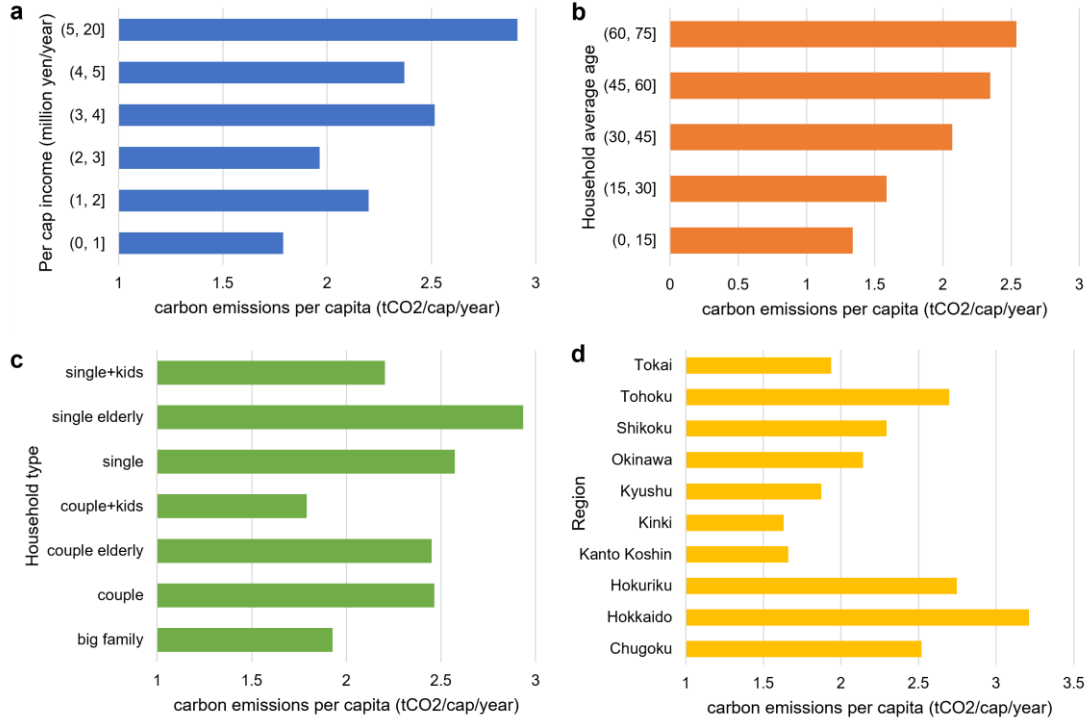 a
Per cap income (million yen/year)
(5, 20]
(4, 5]
(3, 4]
(2, 3]
(1, 2]
(0, 1]
1 1.5 2 2.5 3
carbon emissions per capita (tCO2/cap/year)
b
Household average age
(60, 75]
(45, 60]
(30, 45]
(15, 30]
(0, 15]
0 0.5 1 1.5 2 2.5 3
carbon emissions per capita (tCO2/cap/year)
c
Household type
single+kids
single elderly
single
couple+kids
couple elderly
couple
big family
1 1.5 2 2.5 3
carbon emissions per capita (tCO2/cap/year)
d
Region
Tokai
Tohoku
Shikoku
Okinawa
Kyushu
Kinki
Kanto Koshin
Hokuriku
Hokkaido
Chugoku
1 1.5 2 2.5 3 3.5
carbon emissions per capita (tCO2/cap/year)